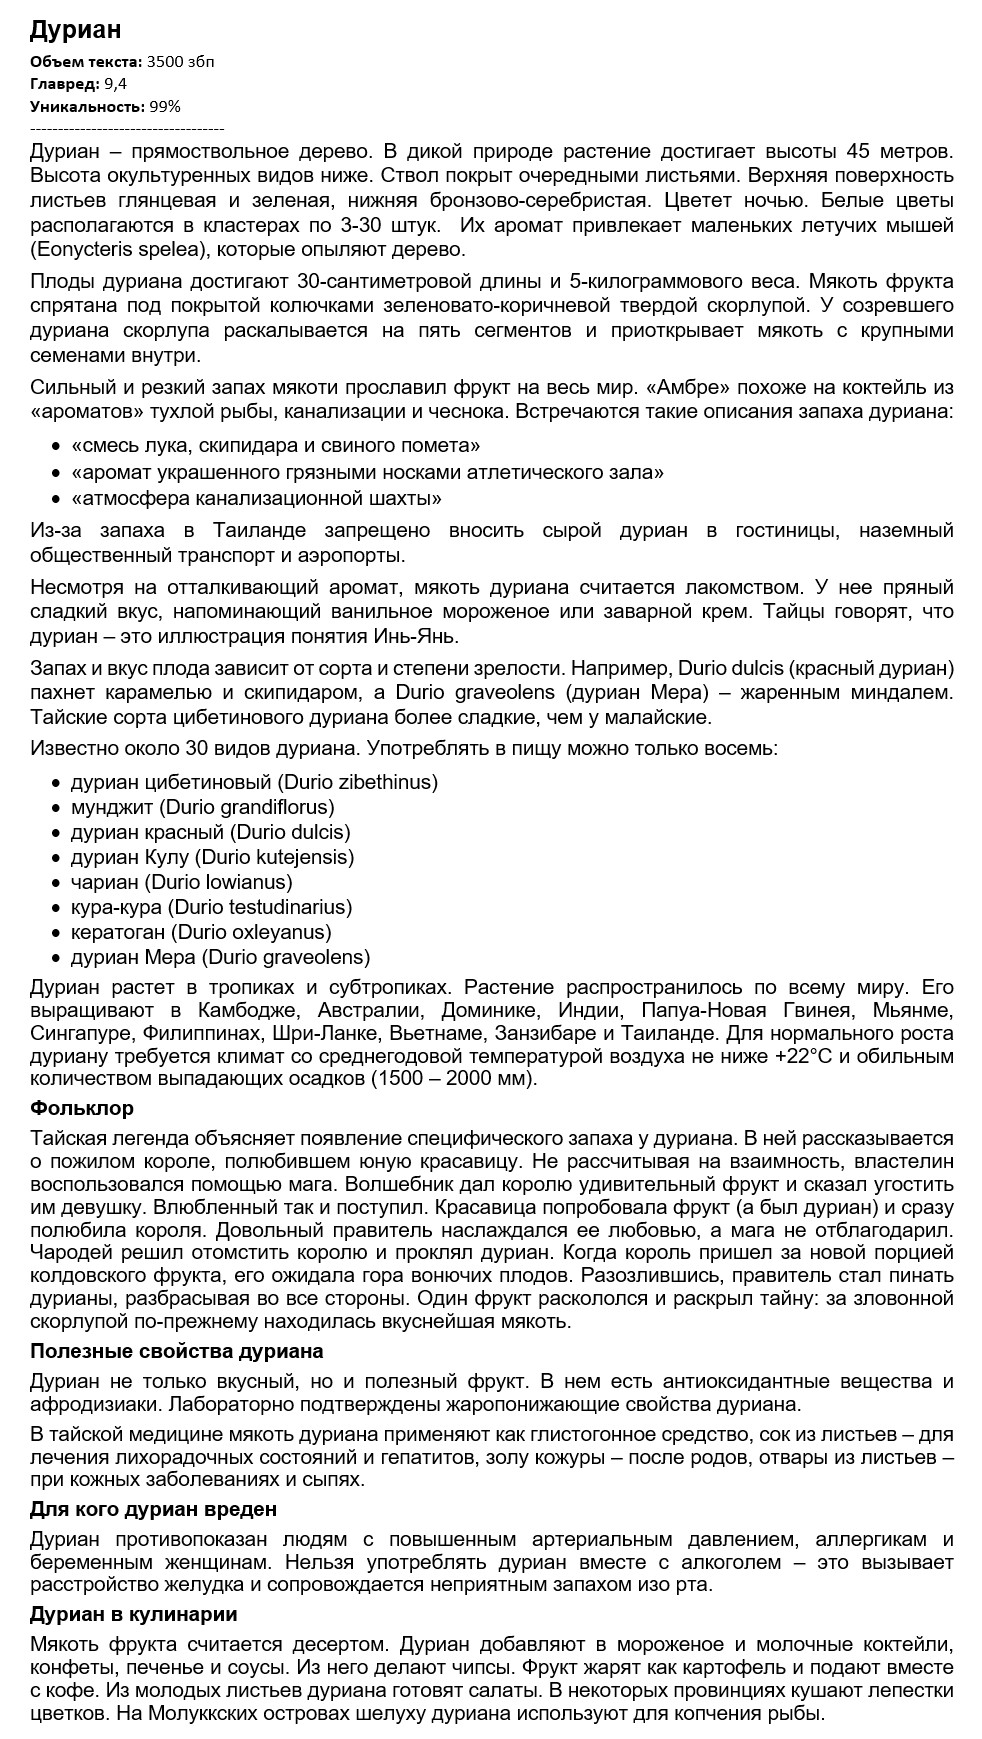 Дуриан
Объем текста: 3500 збп
Главред: 9,4
Уникальность: 99%
-----------------------------------
Дуриан – прямоствольное дерево. В дикой природе растение достигает высоты 45 метров.
Высота окультуренных видов ниже. Ствол покрыт очередными листьями. Верхняя поверхность
листьев глянцевая и зеленая, нижняя бронзово-серебристая. Цветет ночью. Белые цветы
располагаются в кластерах по 3-30 штук.  Их аромат привлекает маленьких летучих мышей
(Eonycteris spelea), которые опыляют дерево.
Плоды дуриана достигают 30-сантиметровой длины и 5-килограммового веса. Мякоть фрукта
спрятана под покрытой колючками зеленовато-коричневой твердой скорлупой. У созревшего
дуриана скорлупа раскалывается на пять сегментов и приоткрывает мякоть с крупными
семенами внутри.
Сильный и резкий запах мякоти прославил фрукт на весь мир. «Амбре» похоже на коктейль из
«ароматов» тухлой рыбы, канализации и чеснока. Встречаются такие описания запаха дуриана:
• «смесь лука, скипидара и свиного помета»
• «аромат украшенного грязными носками атлетического зала»
• «атмосфера канализационной шахты»
Из-за запаха в Таиланде запрещено вносить сырой дуриан в гостиницы, наземный
общественный транспорт и аэропорты.
Несмотря на отталкивающий аромат, мякоть дуриана считается лакомством. У нее пряный
сладкий вкус, напоминающий ванильное мороженое или заварной крем. Тайцы говорят, что
дуриан – это иллюстрация понятия Инь-Янь.
Запах и вкус плода зависит от сорта и степени зрелости. Например, Durio dulcis (красный дуриан)
пахнет карамелью и скипидаром, а Durio graveolens (дуриан Мера) – жаренным миндалем.
Тайские сорта цибетинового дуриана более сладкие, чем у малайские.
Известно около 30 видов дуриана. Употреблять в пищу можно только восемь:
• дуриан цибетиновый (Durio zibethinus)
• мунджит (Durio grandiflorus)
• дуриан красный (Durio dulcis)
• дуриан Кулу (Durio kutejensis)
• чариан (Durio lowianus)
• кура-кура (Durio testudinarius)
• кератоган (Durio oxleyanus)
• дуриан Мера (Durio graveolens)
Дуриан растет в тропиках и субтропиках. Растение распространилось по всему миру. Его
выращивают в Камбодже, Австралии, Доминике, Индии, Папуа-Новая Гвинея, Мьянме,
Сингапуре, Филиппинах, Шри-Ланке, Вьетнаме, Занзибаре и Таиланде. Для нормального роста
дуриану требуется климат со среднегодовой температурой воздуха не ниже +22°С и обильным
количеством выпадающих осадков (1500 – 2000 мм).
Фольклор
Тайская легенда объясняет появление специфического запаха у дуриана. В ней рассказывается
о пожилом короле, полюбившем юную красавицу. Не рассчитывая на взаимность, властелин
воспользовался помощью мага. Волшебник дал королю удивительный фрукт и сказал угостить
им девушку. Влюбленный так и поступил. Красавица попробовала фрукт (а был дуриан) и сразу
полюбила короля. Довольный правитель наслаждался ее любовью, а мага не отблагодарил.
Чародей решил отомстить королю и проклял дуриан. Когда король пришел за новой порцией
колдовского фрукта, его ожидала гора вонючих плодов. Разозлившись, правитель стал пинать
дурианы, разбрасывая во все стороны. Один фрукт раскололся и раскрыл тайну: за зловонной
скорлупой по-прежнему находилась вкуснейшая мякоть.
Полезные свойства дуриана
Дуриан не только вкусный, но и полезный фрукт. В нем есть антиоксидантные вещества и
афродизиаки. Лабораторно подтверждены жаропонижающие свойства дуриана.
В тайской медицине мякоть дуриана применяют как глистогонное средство, сок из листьев – для
лечения лихорадочных состояний и гепатитов, золу кожуры – после родов, отвары из листьев –
при кожных заболеваниях и сыпях.
Для кого дуриан вреден
Дуриан противопоказан людям с повышенным артериальным давлением, аллергикам и
беременным женщинам. Нельзя употреблять дуриан вместе с алкоголем – это вызывает
расстройство желудка и сопровождается неприятным запахом изо рта.
Дуриан в кулинарии
Мякоть фрукта считается десертом. Дуриан добавляют в мороженое и молочные коктейли,
конфеты, печенье и соусы. Из него делают чипсы. Фрукт жарят как картофель и подают вместе
с кофе. Из молодых листьев дуриана готовят салаты. В некоторых провинциях кушают лепестки
цветков. На Молуккских островах шелуху дуриана используют для копчения рыбы.